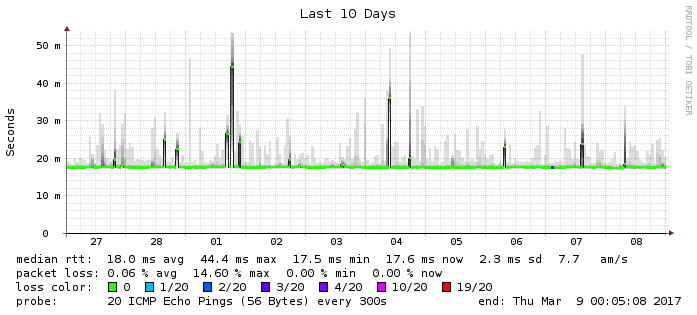 Last 10 Days
RRDTOOL / TOBI OETIKER
Seconds
50 m
40 m
30 m
20 m
10 m
0
27 28 01 02 03 04 05 06 07 08
median rtt: 18.0 ms avg 44.4 ms max 17.5 ms min 17.6 ms now 2.3 ms sd 7.7 am/s
packet loss: 0.06 % avg 14.60 % max 0.00 % min 0.00 % now
loss color: 0 1/20 2/20 3/20 4/20 10/20 19/20
probe: 20 ICMP Echo Pings (56 Bytes) every 300s end: Thu Mar 9 00:05:08 2017